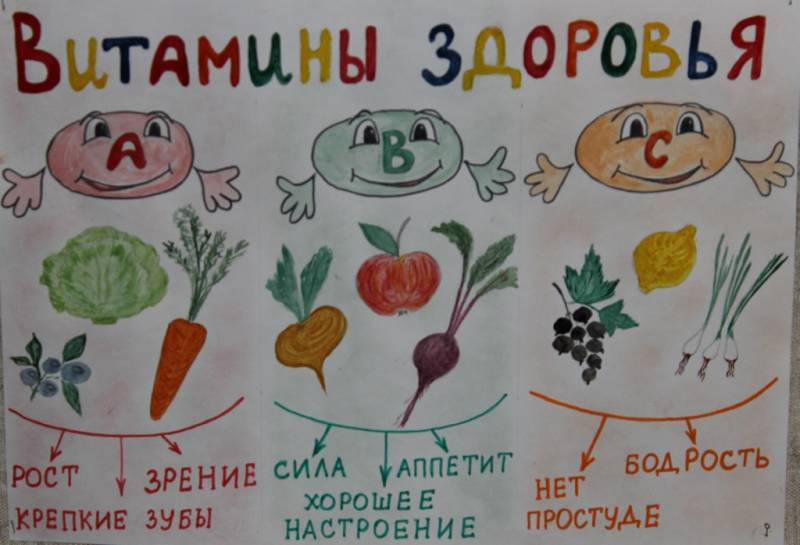 Витамины здоровья
А
В
С
РОСТ
ЗРЕНИЕ
КРЕПКИЕ ЗУБЫ
СИЛА
АППЕТИТ
ХОРОШЕЕ
НАСТРОЕНИЕ
НЕТ
ПРОСТУДЕ
БОДРОСТЬ